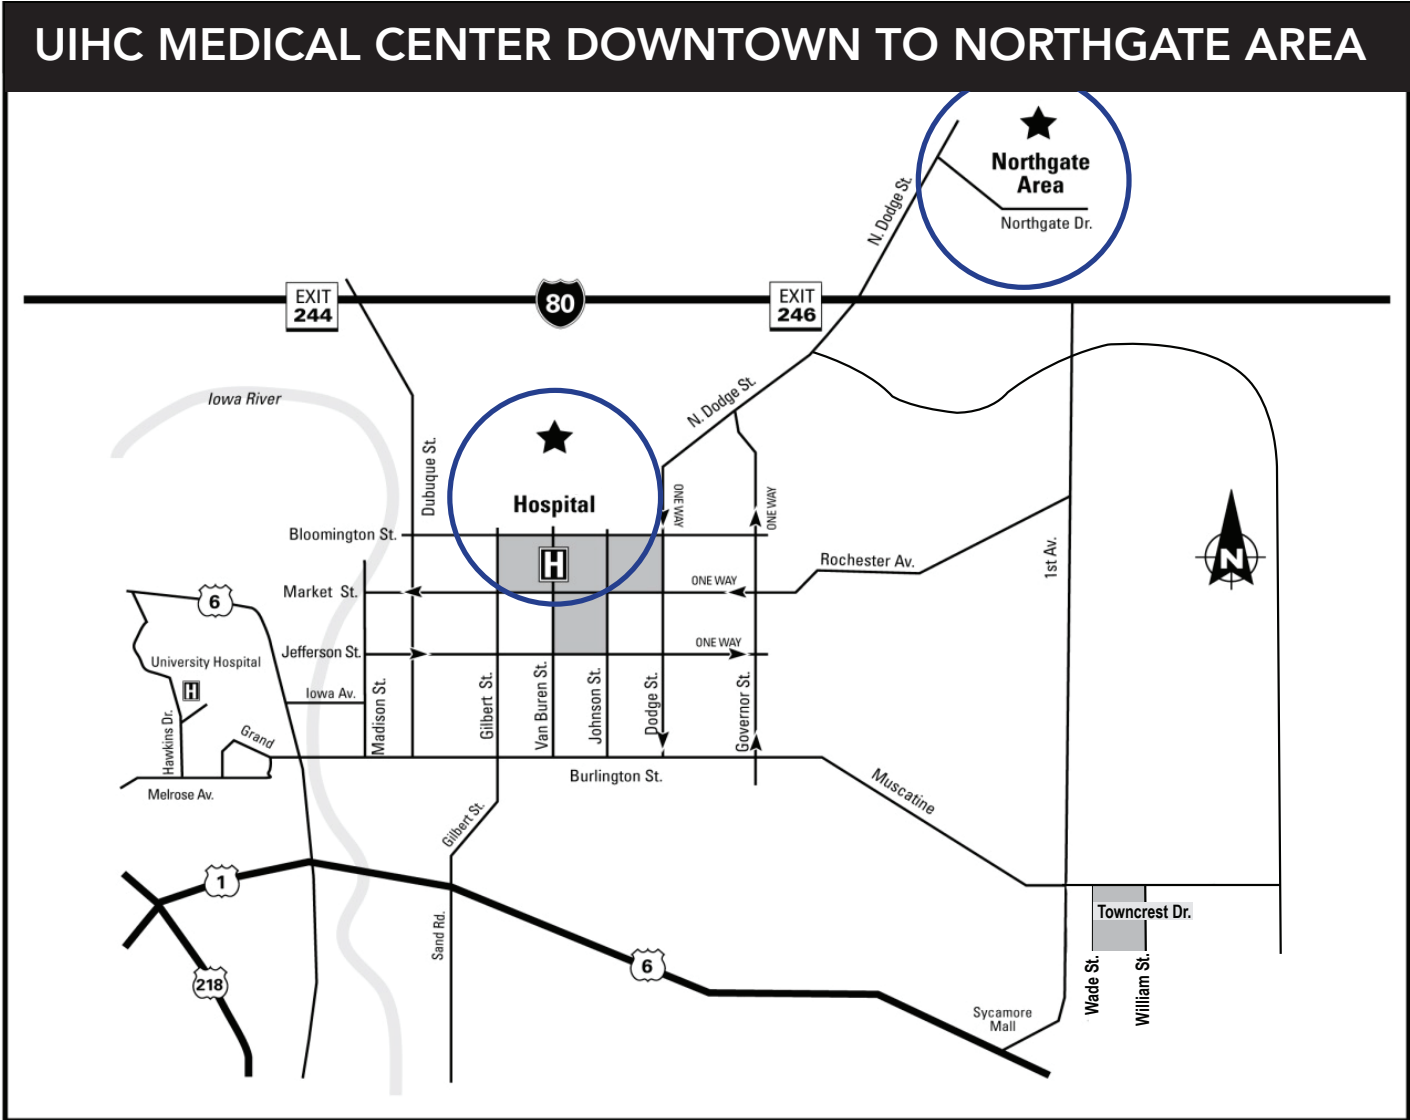 UIHC MEDICAL CENTER DOWNTOWN TO NORTHGATE AREA
Northgate
Area
Northgate Dr.
N. Dodge St.
EXIT
244
80
EXIT
246
Iowa River
N. Dodge St.
Dubuque St.
Hospital
ONE WAY
ONE WAY
Bloomington St.
H
Rochester Av.
1st Av.
N
Market St.
ONE WAY
6
Jefferson St.
ONE WAY
University Hospital
H
Iowa Av.
Madison St.
Gilbert St.
Van Buren St.
Johnson St.
Dodge St.
Governor St.
Hawkins Dr.
Grand
Melrose Av.
Burlington St.
Muscatine
Gilbert St.
1
Towncrest Dr.
Sand Rd.
6
218
Wade St.
William St.
Sycamore
Mall